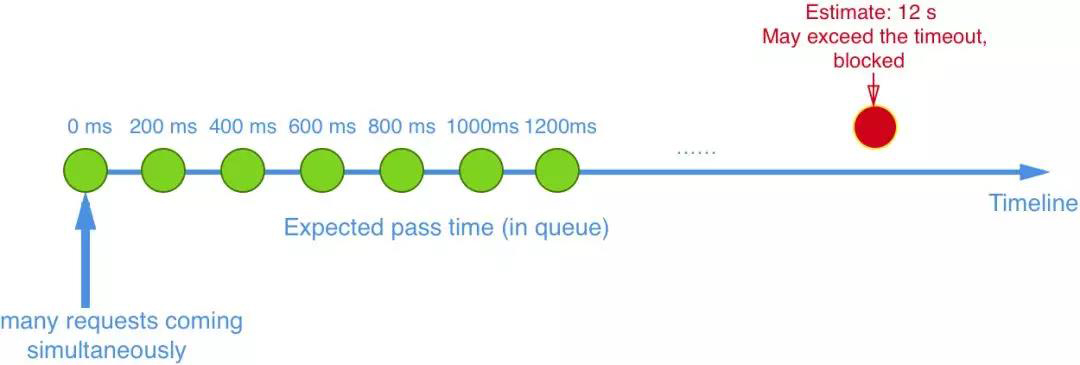 Estimate: 12 s
May exceed the timeout,
blocked
0 ms 200 ms 400 ms 600 ms 800 ms 1000ms 1200ms
......
Timeline
Expected pass time (in queue)
many requests coming
simultaneously